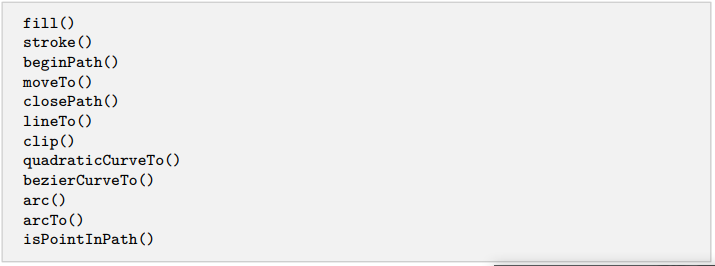 fill()
stroke()
beginPath()
moveTo()
closePath()
lineTo()
clip()
quadraticCurveTo()
bezierCurveTo()
arc()
arcTo()
isPointInPath()